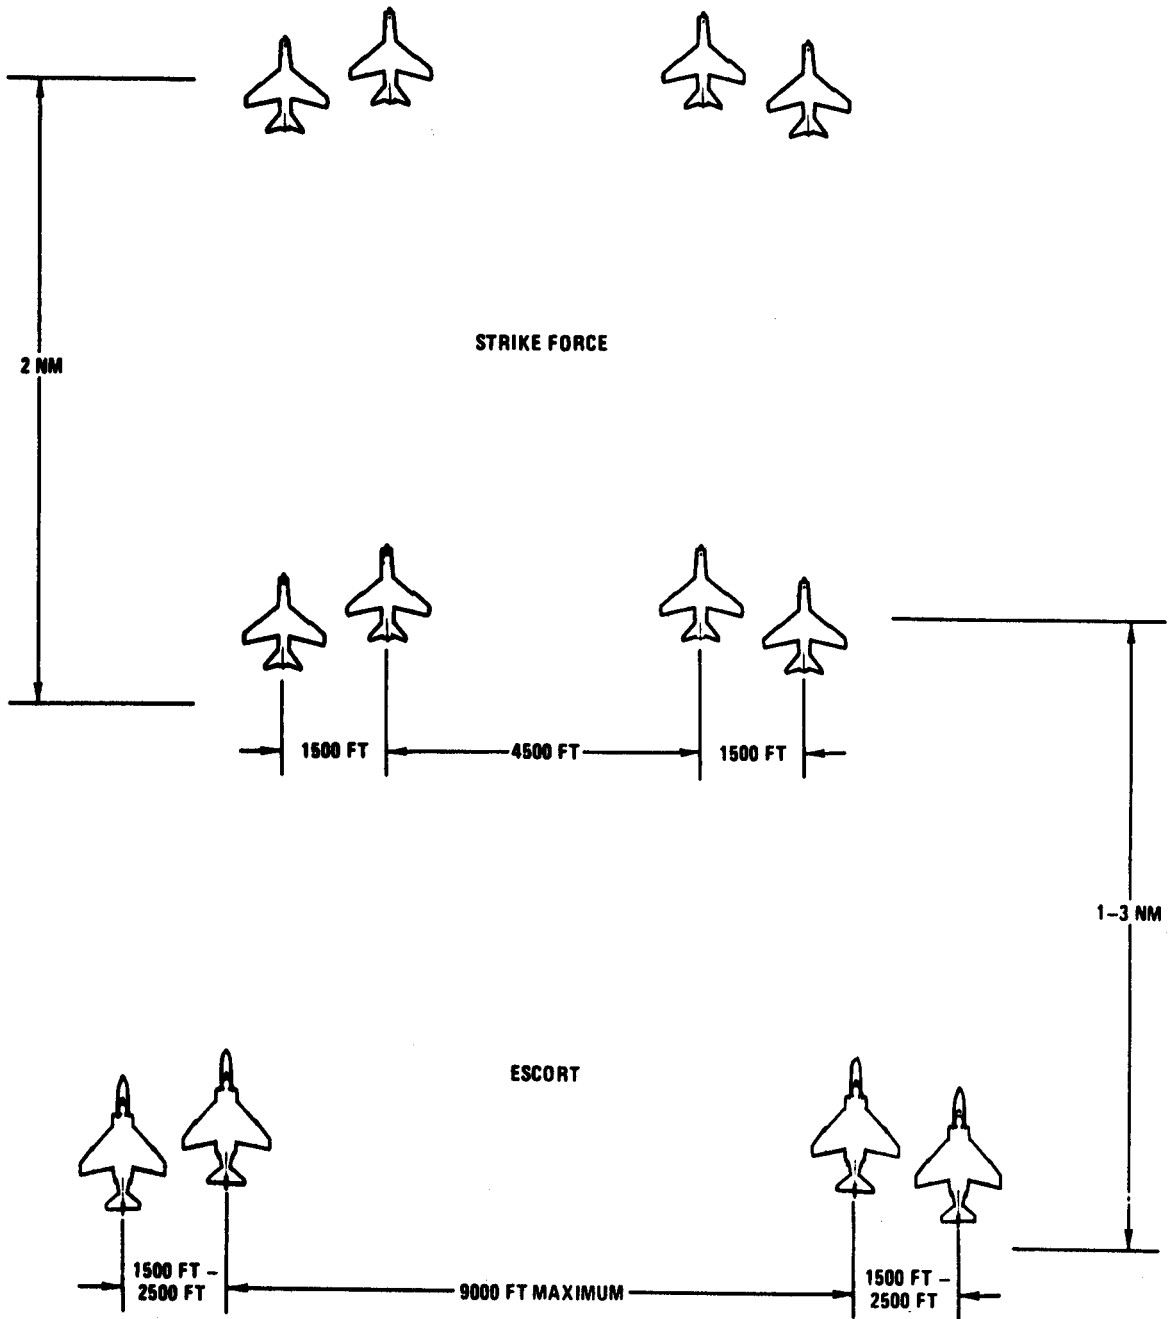 STRIKE FORCE
2 NM
1500 FT
4500 FT
1500 FT
1–3 NM
ESCORT
1500 FT –
2500 FT
9000 FT MAXIMUM
1500 FT –
2500 FT